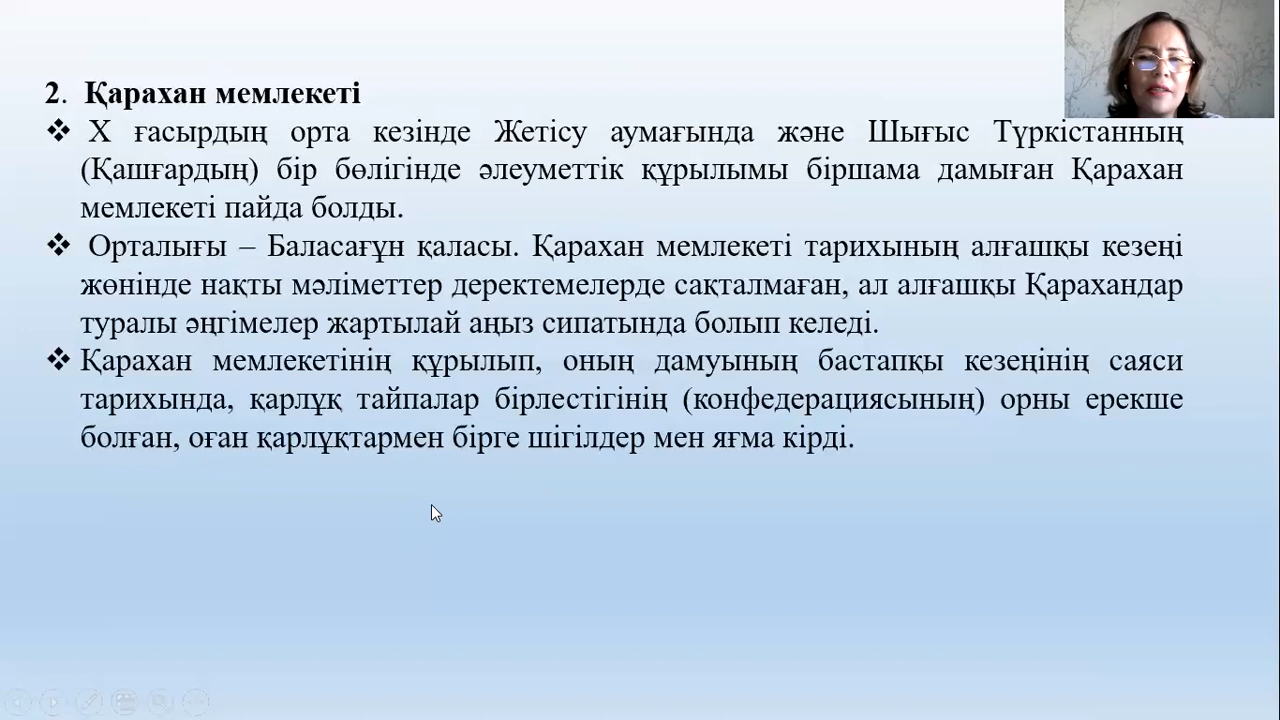 2. Қарахан мемлекеті
❖ X ғасырдың орта кезінде Жетісу аумағында және Шығыс Түркістанның
(Қашғардың) бір бөлігінде әлеуметтік құрылымы біршама дамыған Қарахан
мемлекеті пайда болды.
❖ Орталығы – Баласағұн қаласы. Қарахан мемлекеті тарихының алғашқы кезеңі
жөнінде нақты мәліметтер деректемелерде сақталмаған, ал алғашқы Қарахандар
туралы әңгімелер жартылай аңыз сипатында болып келеді.
❖ Қарахан мемлекетінің құрылып, оның дамуының бастапқы кезеңінің саяси
тарихында, қарлұқ тайпалар бірлестігінің (конфедерациясының) орны ерекше
болған, оған қарлұқтармен бірге шігілдер мен яғма кірді.